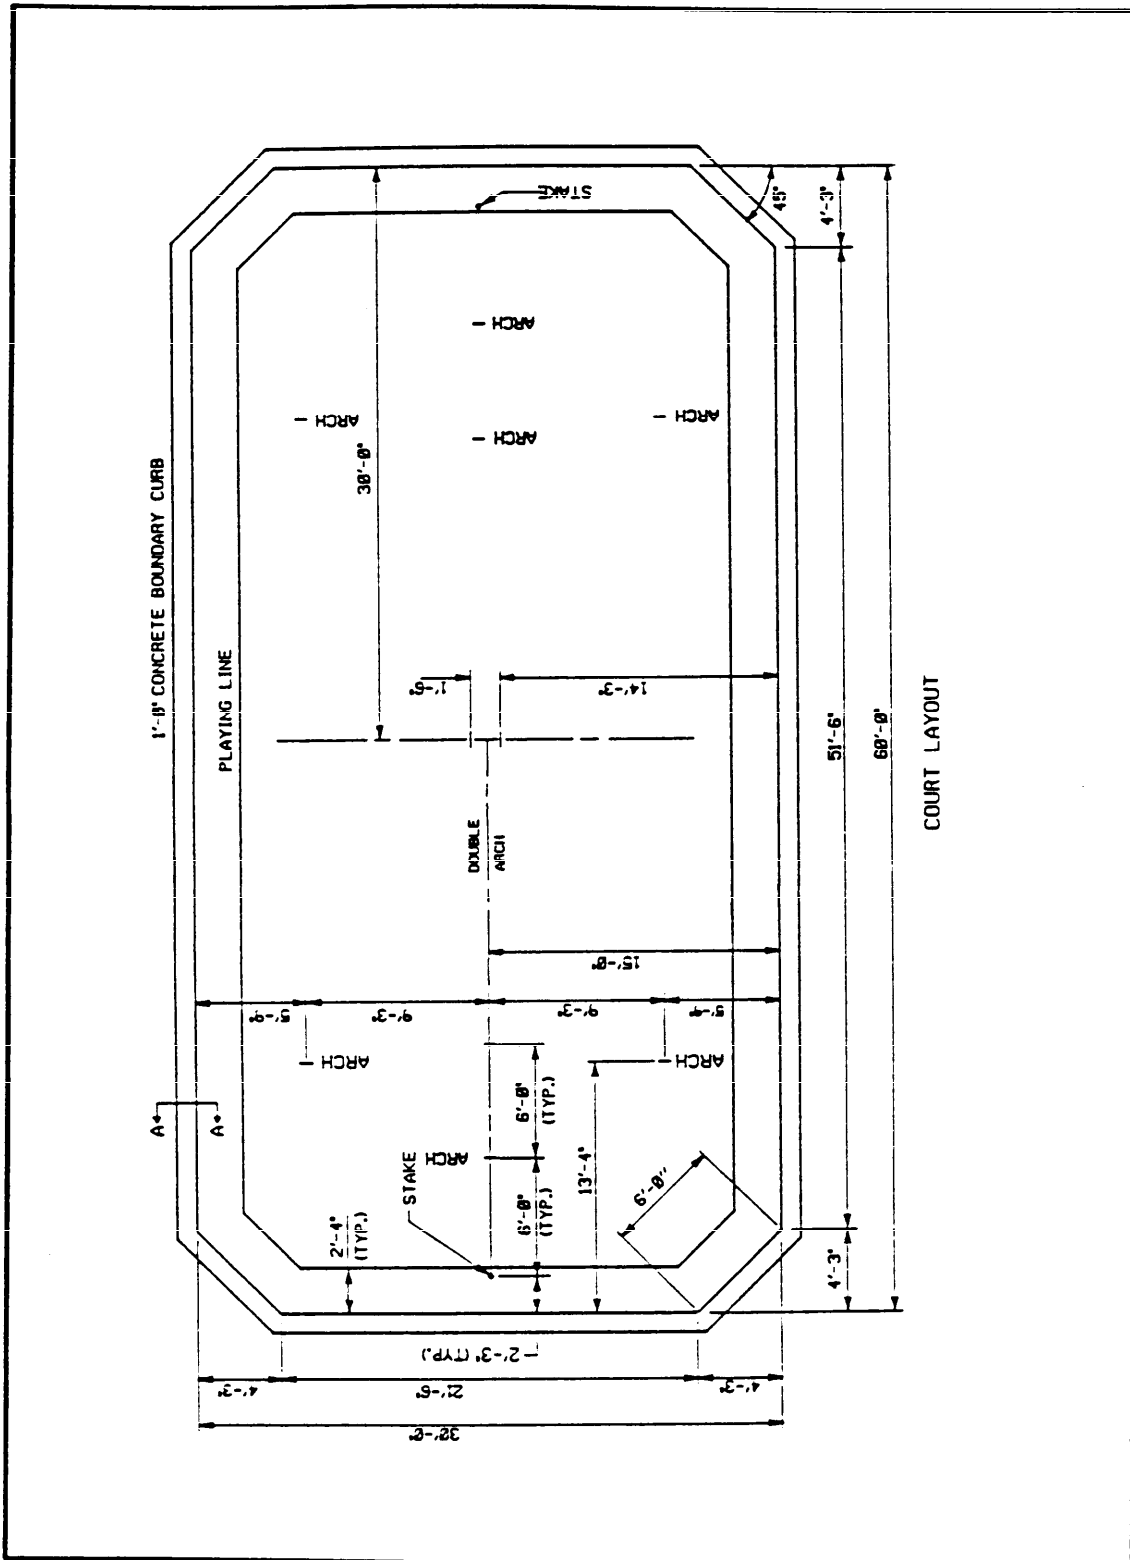 1'-0" CONCRETE BOUNDARY CURB
PLAYING LINE
STAKE
45°
4'-3"
ARCH
ARCH
ARCH
ARCH
30'-0"
1'-6"
14'-3"
DOUBLE
ARCH
51'-6"
60'-0"
COURT LAYOUT
15'-0"
5'-9"
9'-3"
9'-3"
5'-9"
ARCH
ARCH
A
A
6'-0"
(TYP.)
ARCH
STAKE
13'-4"
6'-0"
2'-4"
(TYP.)
6'-0"
(TYP.)
4'-3"
2'-3" (TYP.)
4'-3"
21'-6"
4'-3"
30'-0"